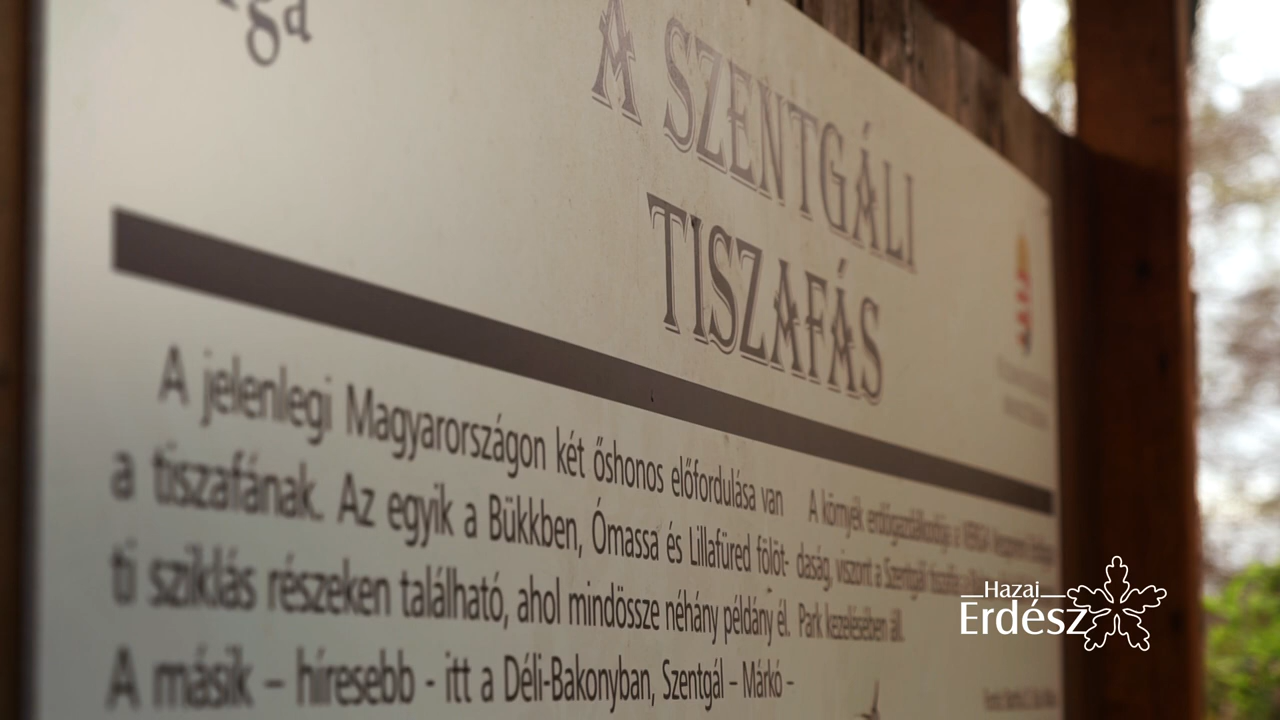 A SZENTGÁLI
TISZAFÁS
A jelenlegi Magyarországon két őshonos előfordulása van
a tiszafának. Az egyik a Bükkben, Ómassa és Lillafüred fölöt-
ti sziklás részeken található, ahol mindössze néhány példány él.
A másik – híresebb - itt a Déli-Bakonyban, Szentgál – Márkó –
A környék erdőgazdálkodója a VERGA
daság, viszont a Szentgáli tiszafás a
Park kezelésében áll.
Hazai
Erdész